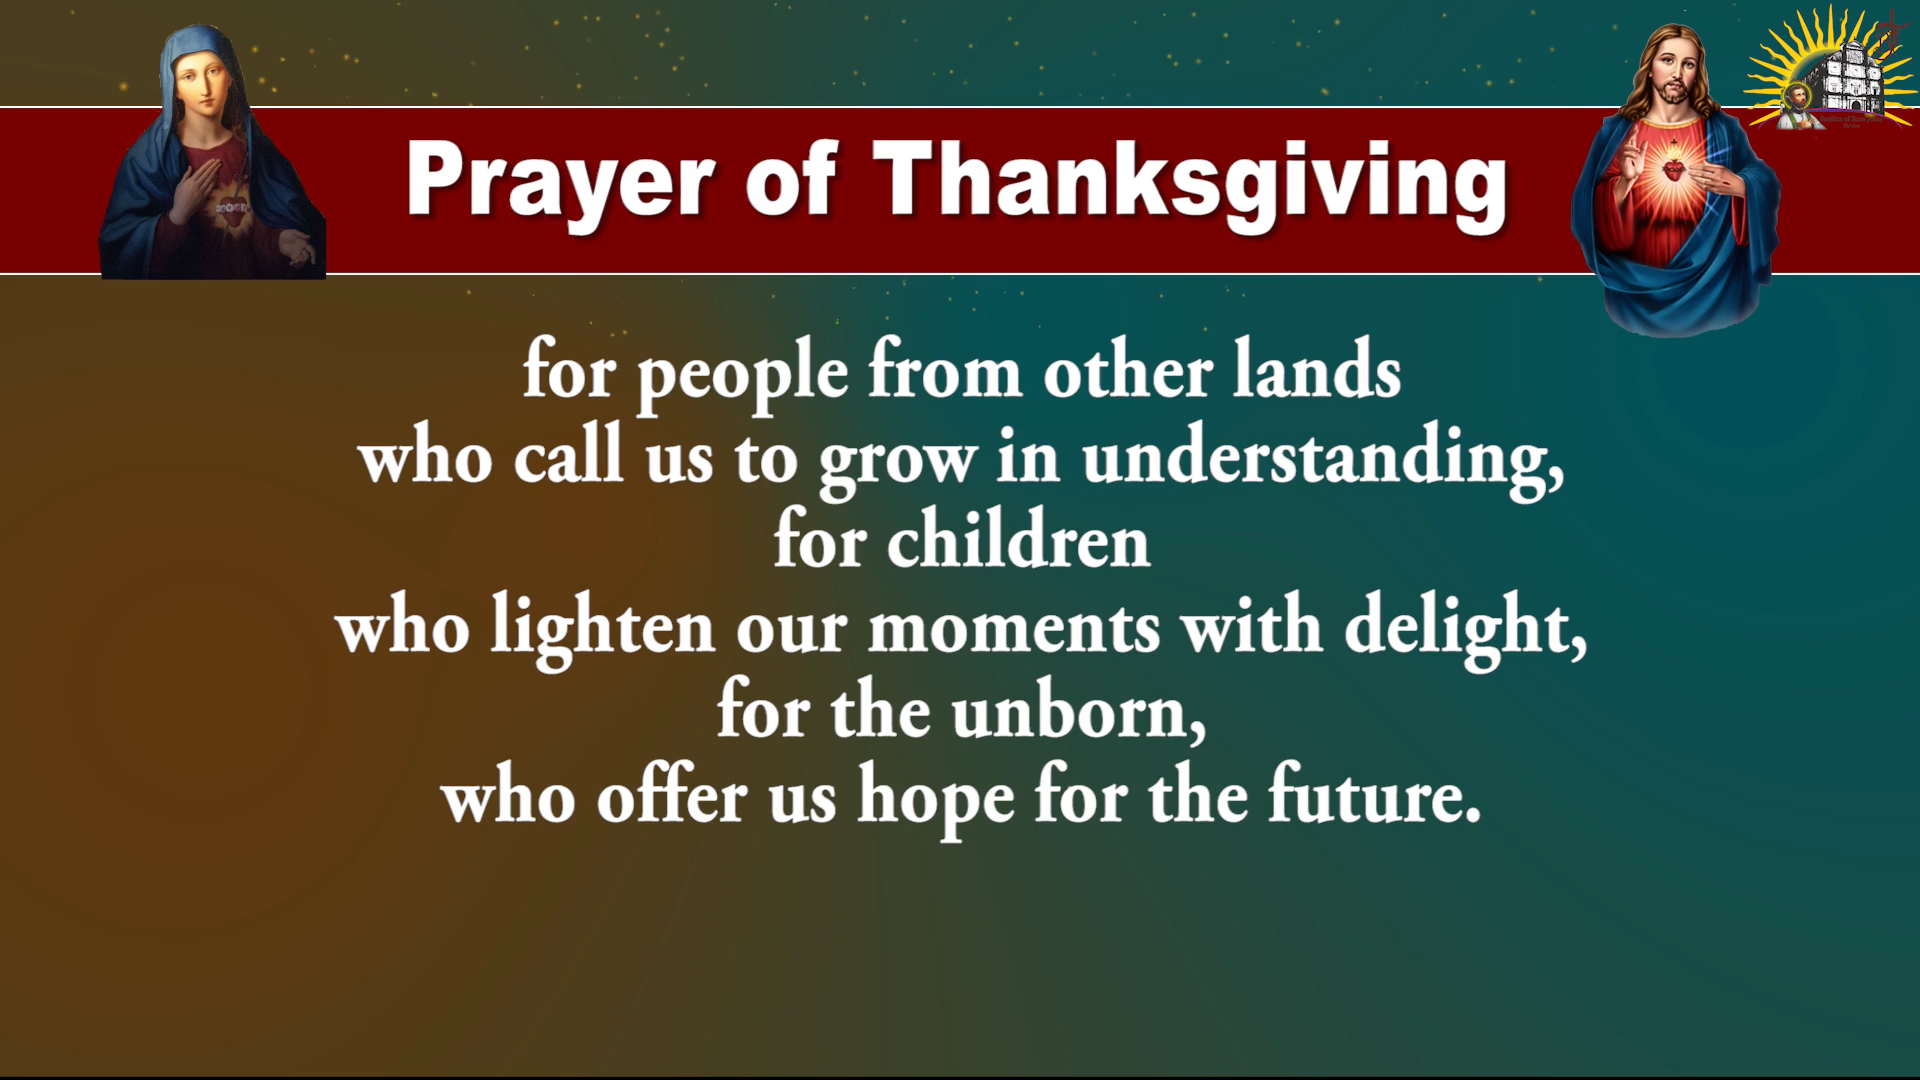 Prayer of Thanksgiving
for people from other lands
who call us to grow in understanding,
for children
who lighten our moments with delight,
for the unborn,
who offer us hope for the future.